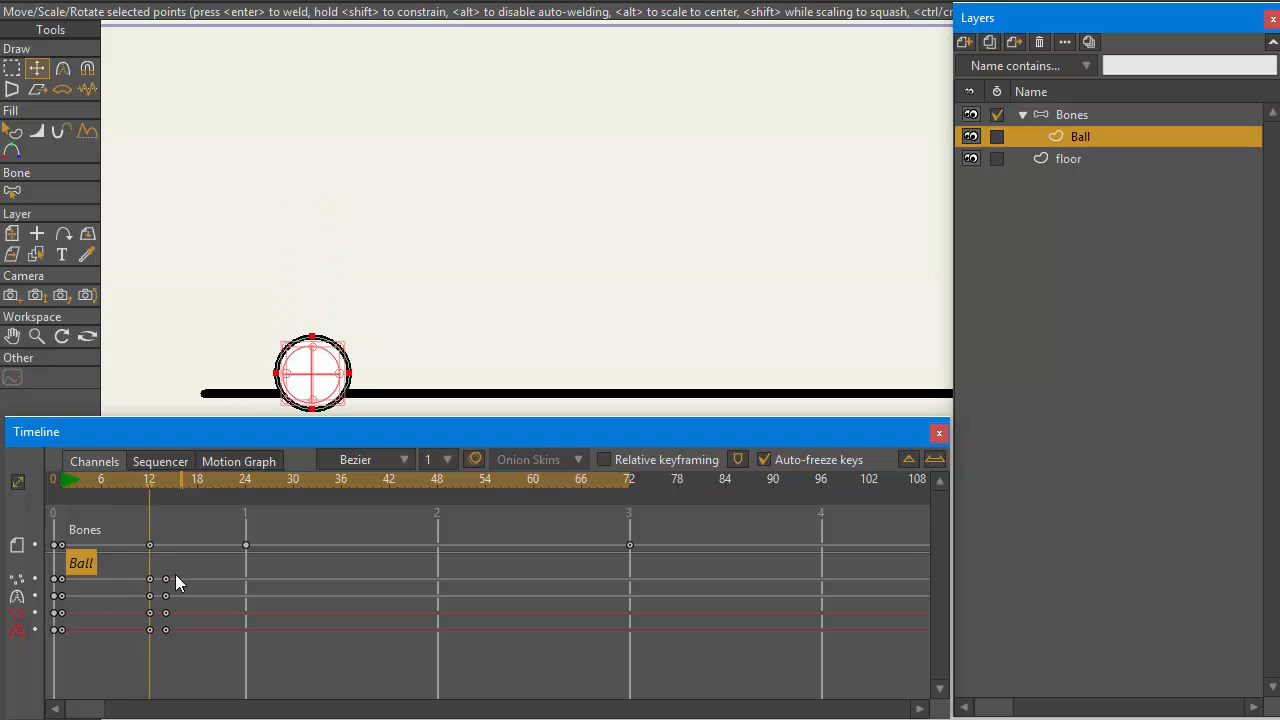 Move/Scale/Rotate selected points (press <enter> to weld, hold <shift> to constrain, <alt> to disable auto-welding, <alt> to scale to center, <shift> while scaling to squash, <ctrl/cm
Tools
Draw
Fill
Bone
Layer
Camera
Workspace
Other
Layers
Name contains...
Name
Bones
Ball
floor
Timeline
Channels Sequencer Motion Graph Bezier 1 Onion Skins Relative keyframing Auto-freeze keys
0 6 12 18 24 30 36 42 48 54 60 66 72 78 84 90 96 102 108
0 1 2 3 4
Bones
Ball